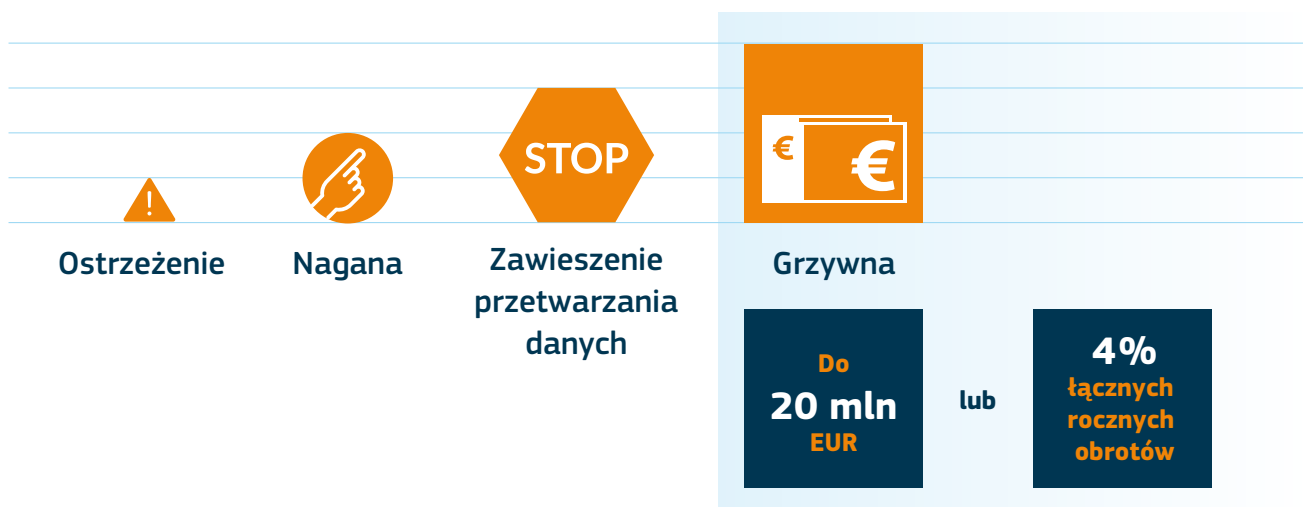 STOP
€
€
Ostrzeżenie
Nagana
Zawieszenie
przetwarzania
danych
Grzywna
Do
20 mln
EUR
lub
4%
łącznych
rocznych
obrotów